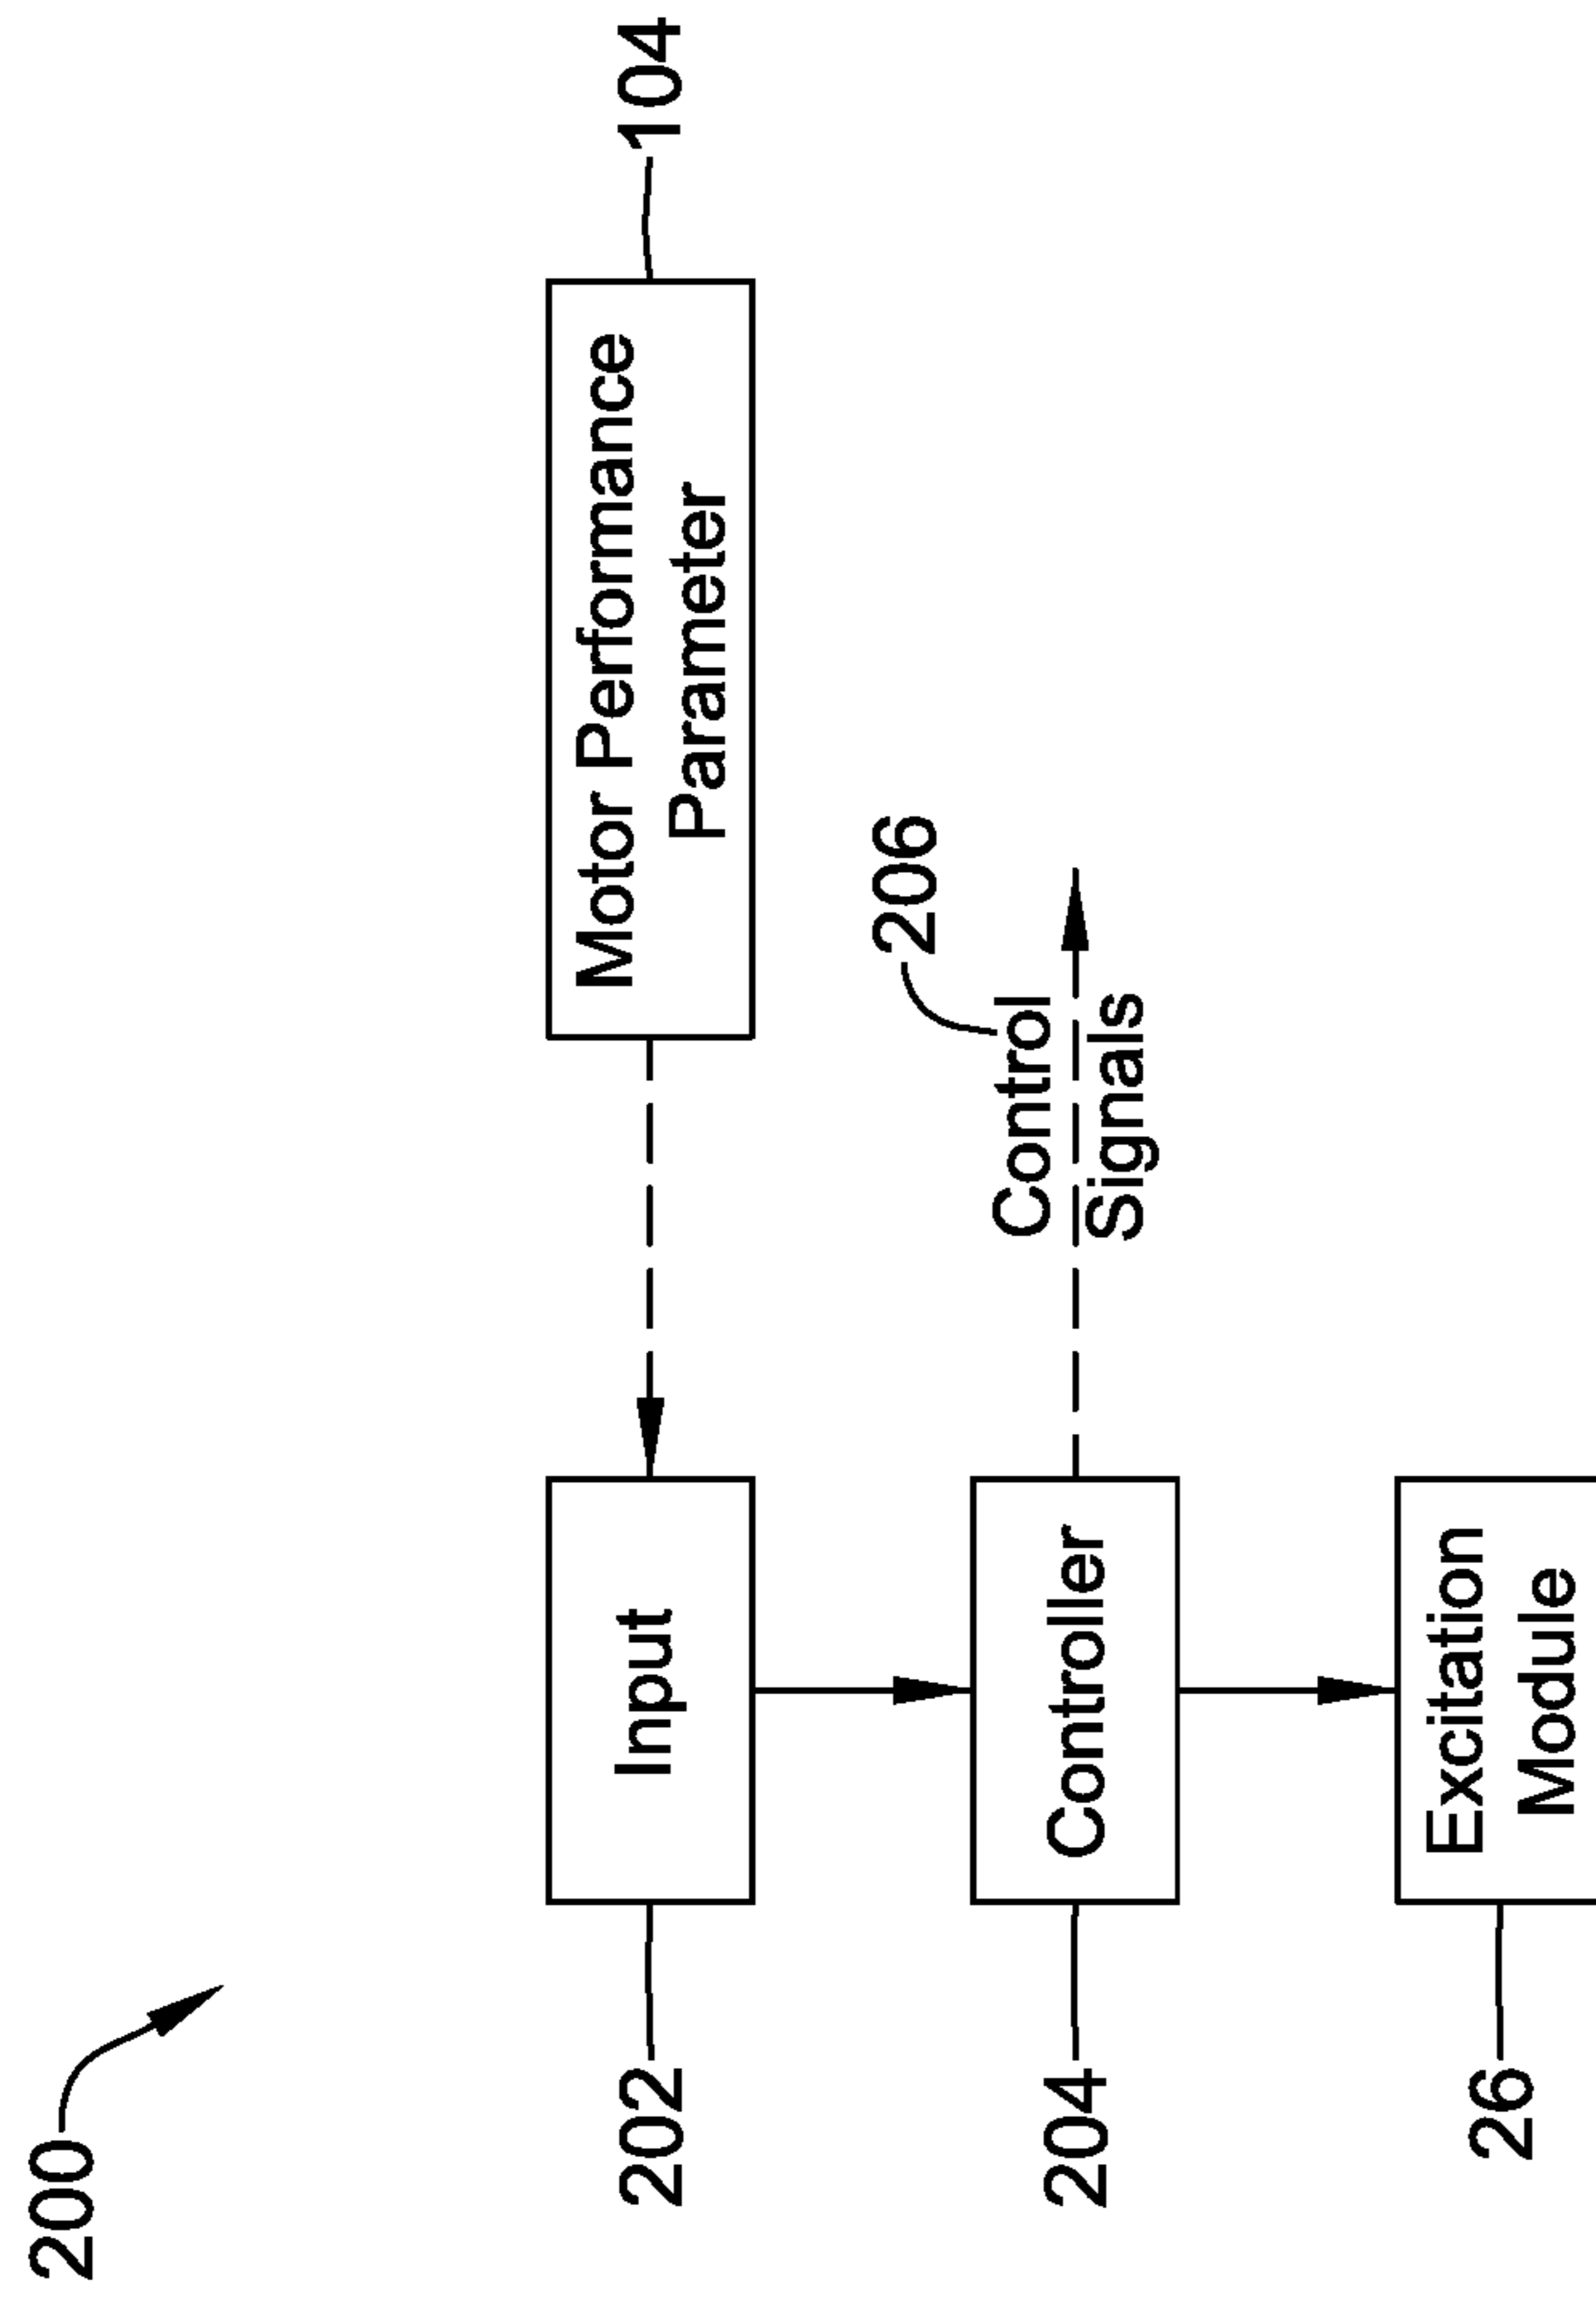 200
202
Input
Motor Performance
Parameter
104
206
204
Controller
Control
Signals
26
Excitation
Module